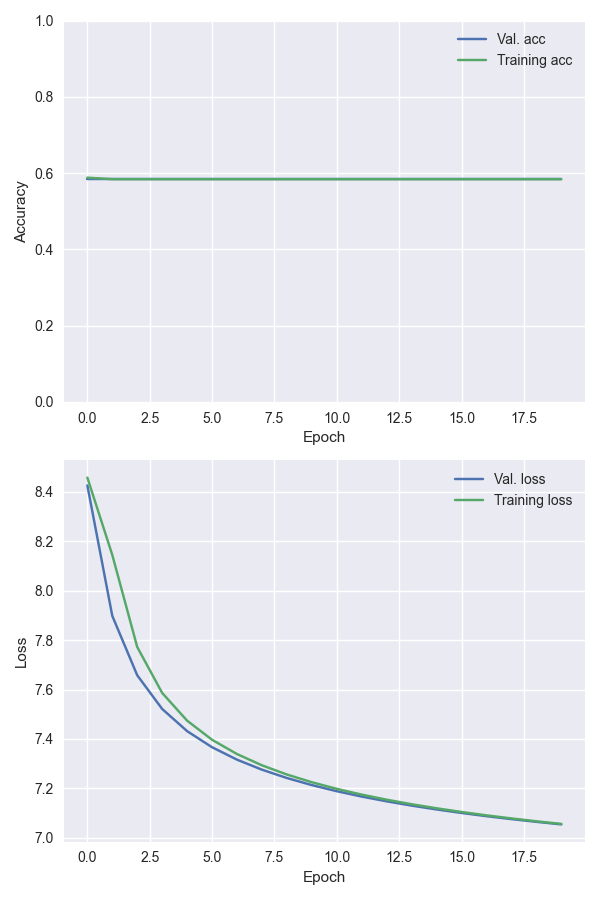 1.0
Val. acc
Training acc
0.8
0.6
Accuracy
0.4
0.2
0.0
0.0 2.5 5.0 7.5 10.0 12.5 15.0 17.5
Epoch
Val. loss
Training loss
8.4
8.2
8.0
7.8
Loss
7.6
7.4
7.2
7.0
0.0 2.5 5.0 7.5 10.0 12.5 15.0 17.5
Epoch